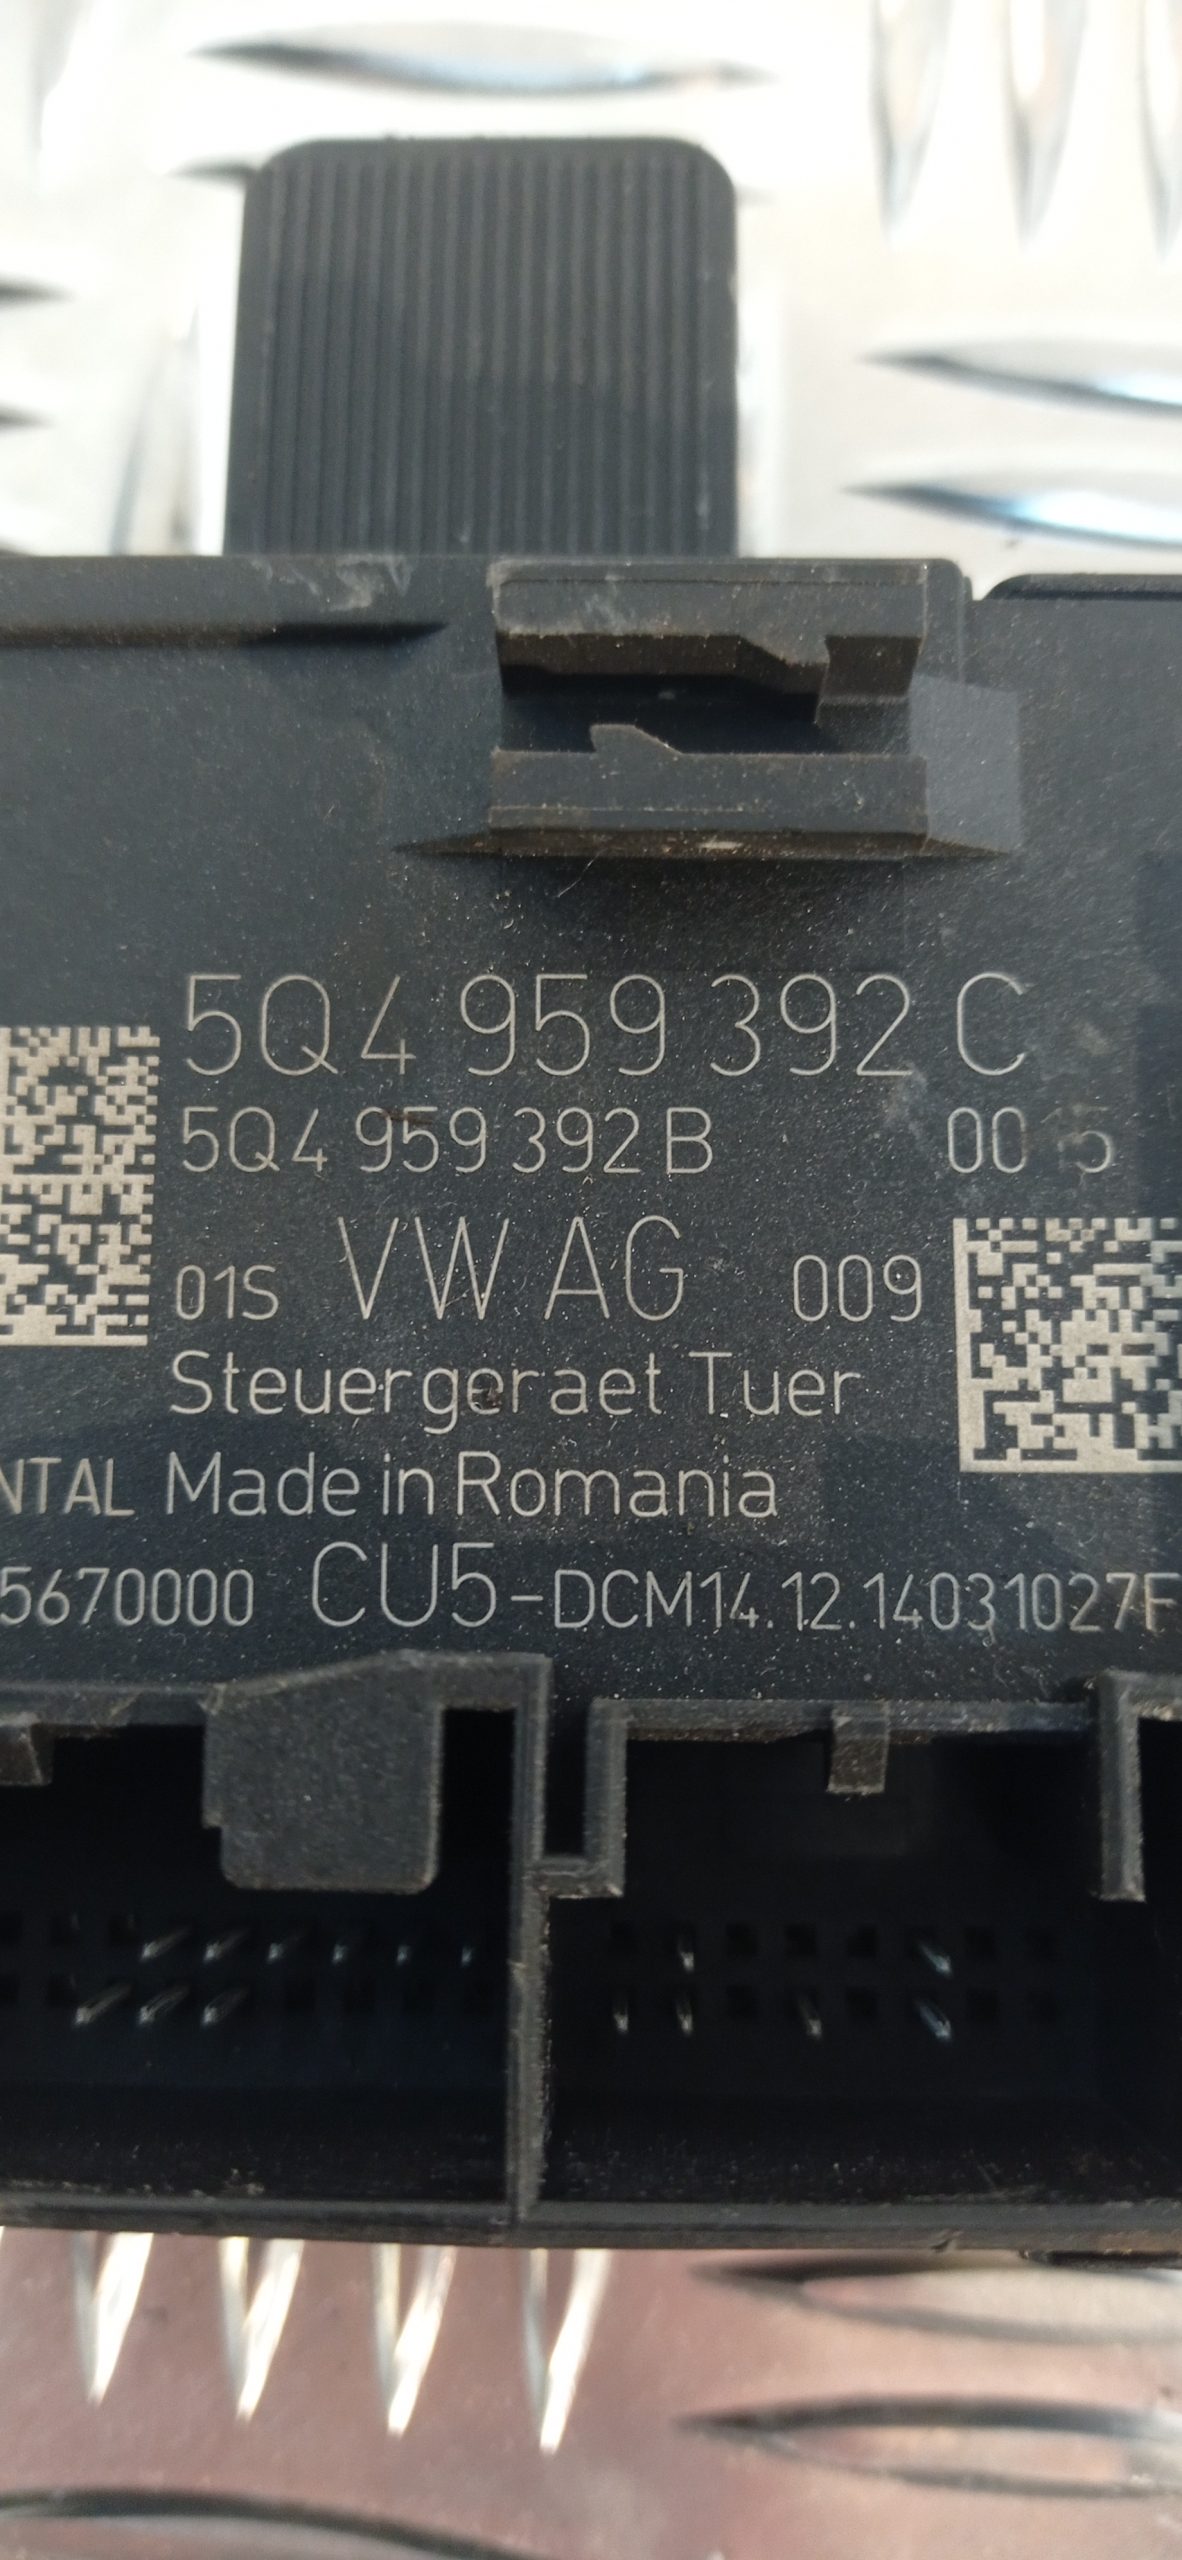 5Q4 959 392 C
5Q4 959 392 B
01S VW AG 009
Steuergeraet Tuer
NTAL Made in Romania
5670000 CU5-DCM14.12.14031027F